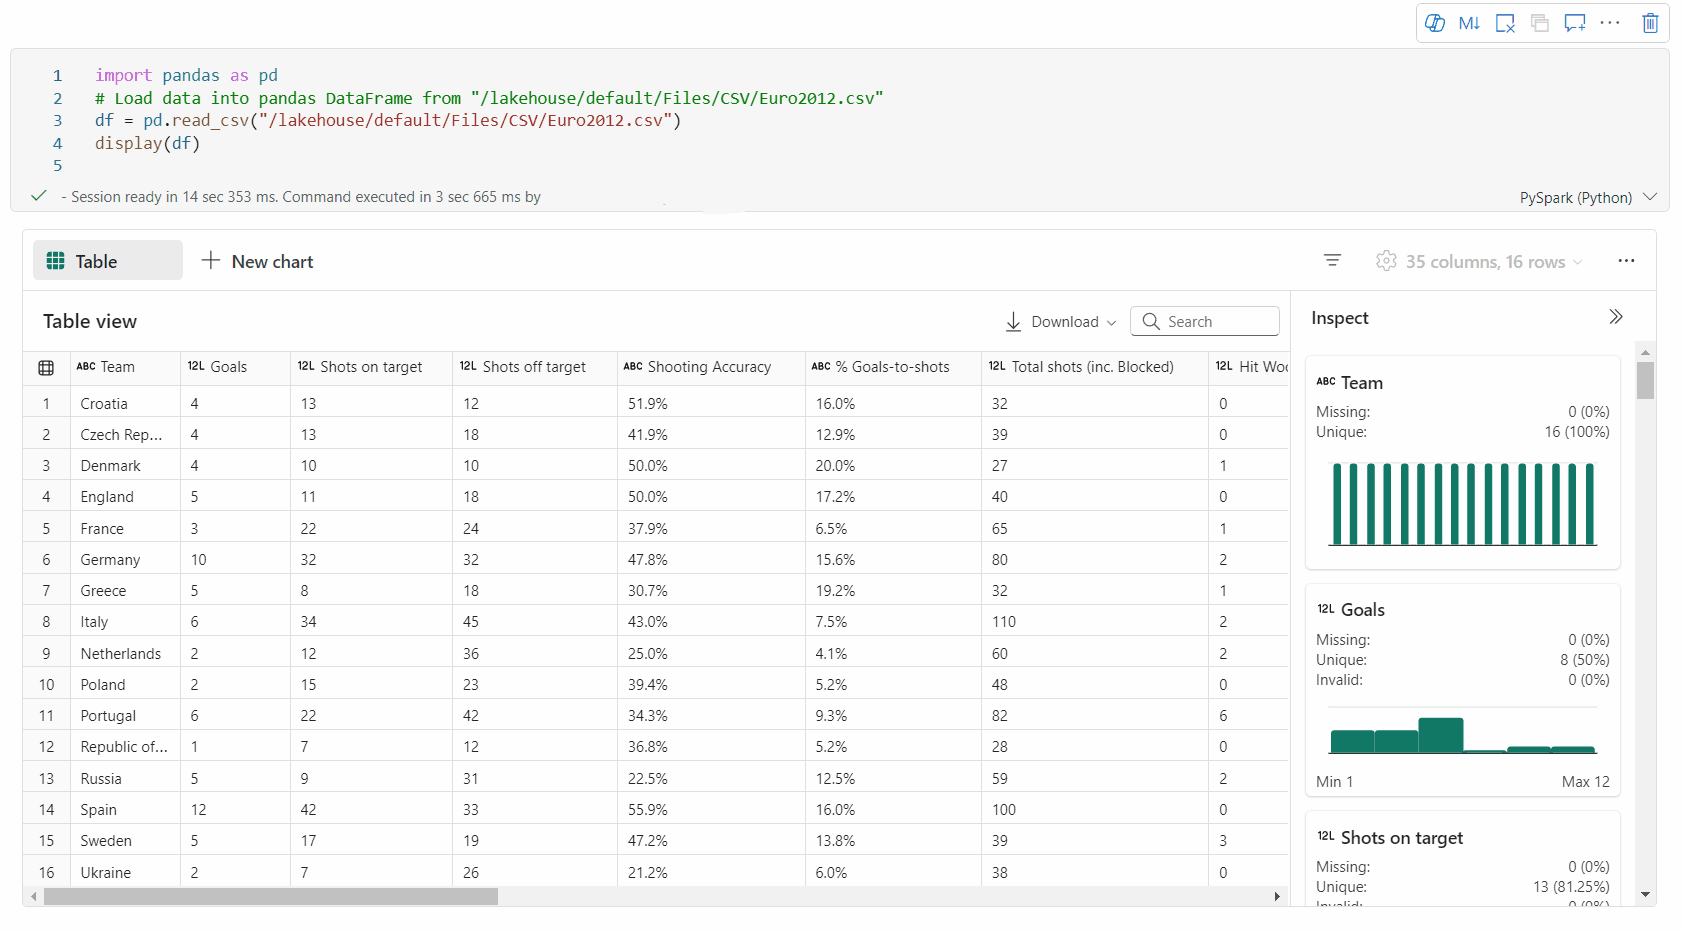 M↓
1 import pandas as pd
2 # Load data into pandas DataFrame from "/lakehouse/default/Files/CSV/Euro2012.csv"
3 df = pd.read_csv("/lakehouse/default/Files/CSV/Euro2012.csv")
4 display(df)
5
- Session ready in 14 sec 353 ms. Command executed in 3 sec 665 ms by
PySpark (Python)
Table New chart 35 columns, 16 rows
Table view Download Search
ABC Team 12L Goals 12L Shots on target 12L Shots off target ABC Shooting Accuracy ABC % Goals-to-shots 12L Total shots (inc. Blocked) 12L Hit Woo
1 Croatia 4 13 12 51.9% 16.0% 32 0
2 Czech Rep... 4 13 18 41.9% 12.9% 39 0
3 Denmark 4 10 10 50.0% 20.0% 27 1
4 England 5 11 18 50.0% 17.2% 40 0
5 France 3 22 24 37.9% 6.5% 65 1
6 Germany 10 32 32 47.8% 15.6% 80 2
7 Greece 5 8 18 30.7% 19.2% 32 1
8 Italy 6 34 45 43.0% 7.5% 110 2
9 Netherlands 2 12 36 25.0% 4.1% 60 2
10 Poland 2 15 23 39.4% 5.2% 48 0
11 Portugal 6 22 42 34.3% 9.3% 82 6
12 Republic of... 1 7 12 36.8% 5.2% 28 0
13 Russia 5 9 31 22.5% 12.5% 59 2
14 Spain 12 42 33 55.9% 16.0% 100 0
15 Sweden 5 17 19 47.2% 13.8% 39 3
16 Ukraine 2 7 26 21.2% 6.0% 38 0
Inspect
ABC Team
Missing: 0 (0%)
Unique: 16 (100%)
12L Goals
Missing: 0 (0%)
Unique: 8 (50%)
Invalid: 0 (0%)
Min 1 Max 12
12L Shots on target
Missing: 0 (0%)
Unique: 13 (81.25%)
Invalid: 0 (0%)